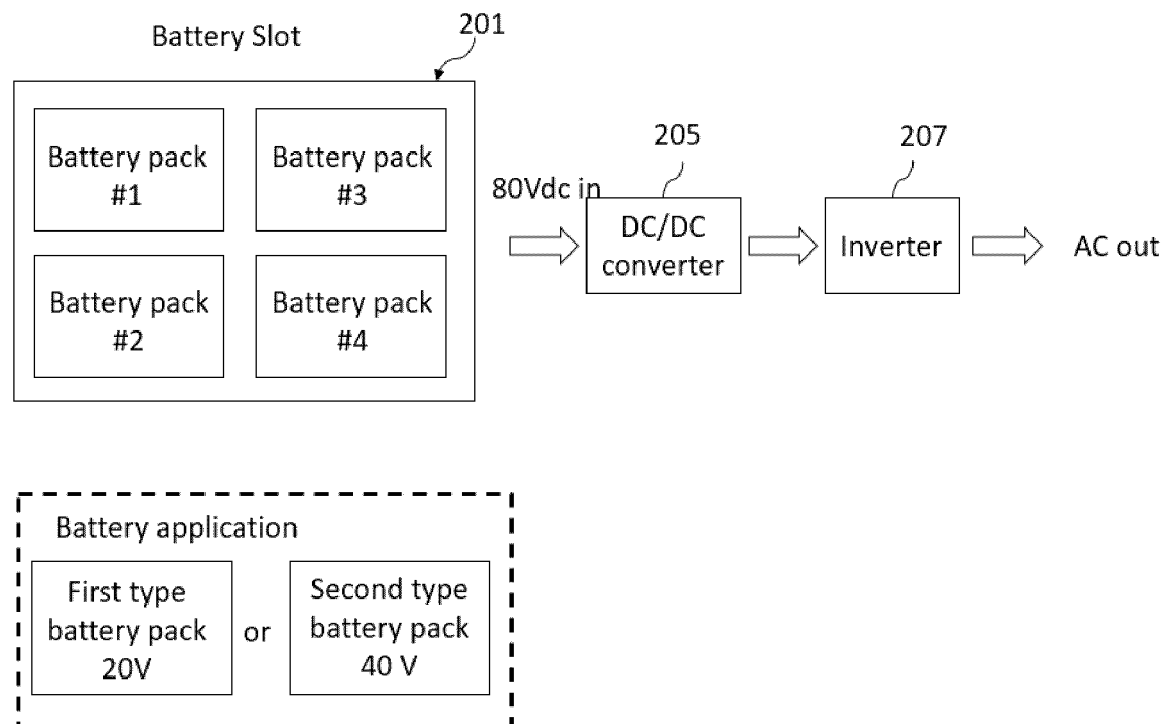 Battery Slot
201
Battery pack
#1
Battery pack
#3
Battery pack
#2
Battery pack
#4
80Vdc in
205
DC/DC
converter
207
Inverter
AC out
Battery application
First type
battery pack
20V
or
Second type
battery pack
40 V